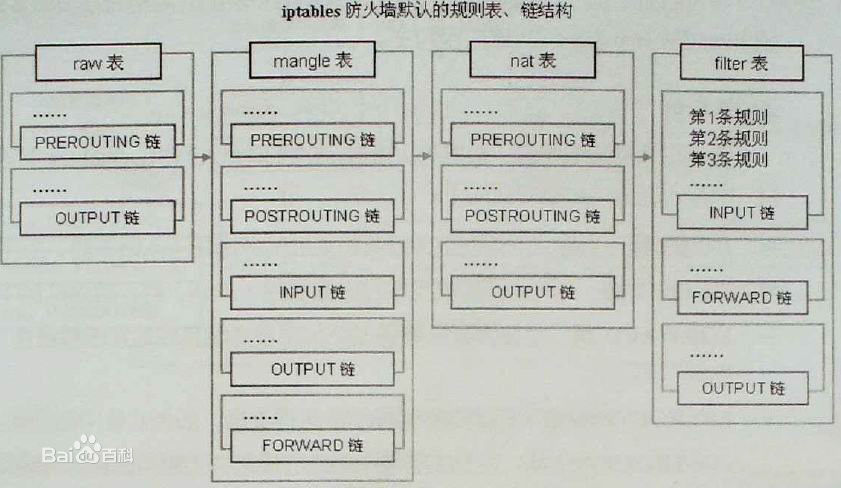 iptables 防火墙默认的规则表、链结构
raw 表
……
PREROUTING 链
……
OUTPUT 链
mangle 表
……
PREROUTING 链
……
POSTROUTING 链
……
INPUT 链
……
OUTPUT 链
……
FORWARD 链
nat 表
……
PREROUTING 链
……
POSTROUTING 链
……
OUTPUT 链
filter 表
第1条规则
第2条规则
第3条规则
……
INPUT 链
……
FORWARD 链
……
OUTPUT 链
Bai百科